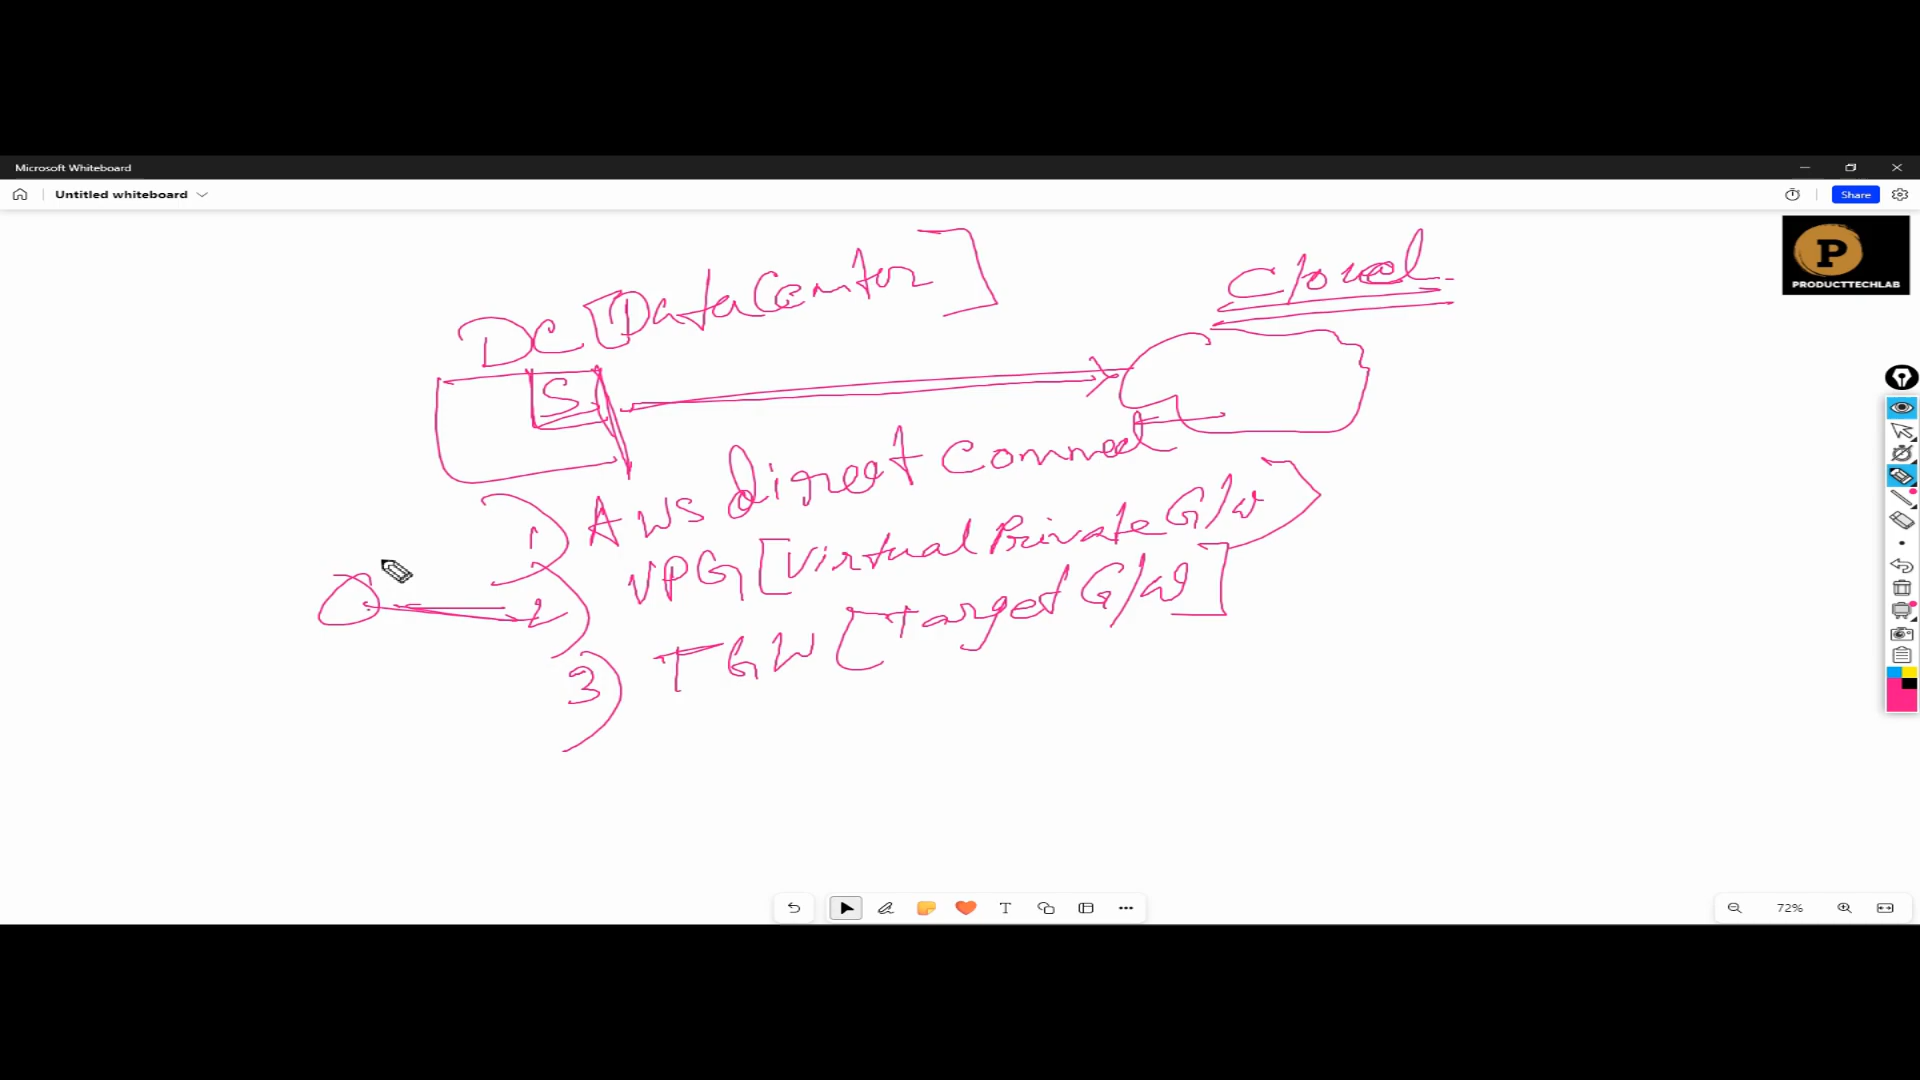 Microsoft Whiteboard
Untitled whiteboard
Share
P
PRODUCTTECHLAB
DC [DataCentor]
Cloud
S
1) AWS direct connect
2) VPG [Virtual Private G/W]
3) TGW [Target G/W]
T
72%